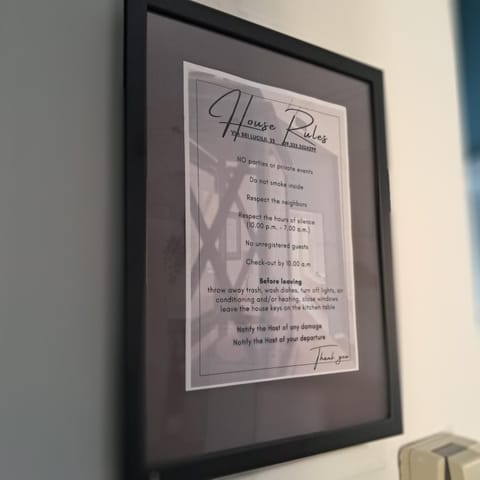 House Rules
VIA DEI LUCILII,
NO parties or private events
Do not smoke inside
Respect the neighbors
Respect the hours of silence
(10.00 p.m. - 7.00 a.m.)
No unregistered guests
Check-out by 10.00 a.m
Before leaving
throw away trash, wash dishes, turn off lights, air
conditioning and/or heating, close windows
leave the house keys on the kitchen table
Notify the Host of any damage
Notify the Host of your departure
Thank you